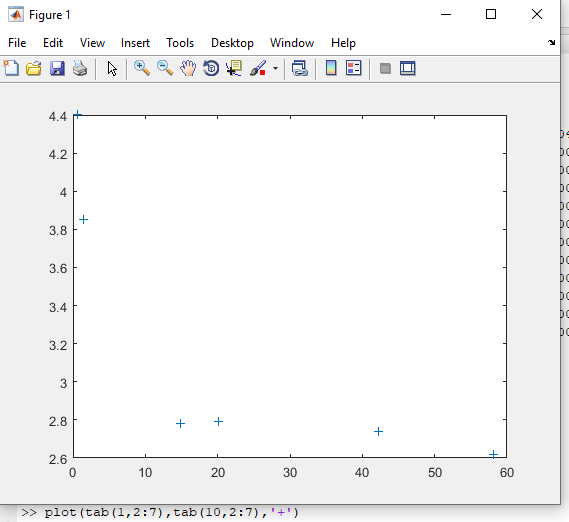 Figure 1
File Edit View Insert Tools Desktop Window Help
4.4
4.2
4
3.8
3.6
3.4
3.2
3
2.8
2.6
0 10 20 30 40 50 60
>> plot(tab(1,2:7),tab(10,2:7),'+')